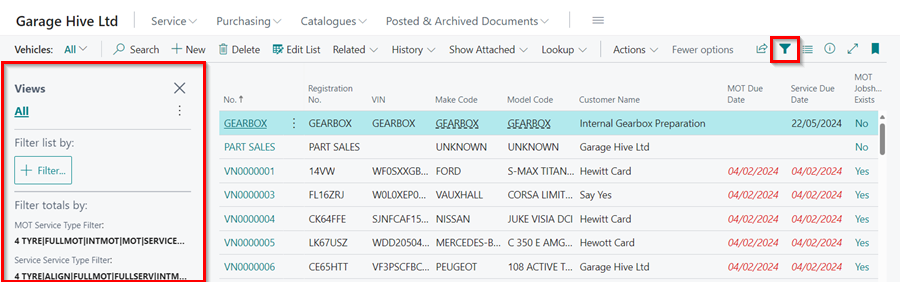 Garage Hive Ltd Service Purchasing Catalogues Posted & Archived Documents
Vehicles: All Search New Delete Edit List Related History Show Attached Lookup Actions Fewer options
Views
All
Filter list by:
Filter...
Filter totals by:
MOT Service Type Filter:
4 TYRE|FULLMOT|INTMOT|MOT|SERVICE...
Service Service Type Filter:
4 TYRE|ALIGN|FULLMOT|FULLSERV|INTM...
No.↑ Registration No. VIN Make Code Model Code Customer Name MOT Due Date Service Due Date MOT Jobsh... Exists
GEARBOX GEARBOX GEARBOX GEARBOX GEARBOX Internal Gearbox Preparation 22/05/2024 No
PART SALES PART SALES UNKNOWN UNKNOWN Garage Hive Ltd No
VN0000001 14VW WF0SXXGB... FORD S-MAX TITAN... Hewitt Card 04/02/2024 04/02/2024 Yes
VN0000003 FL16ZRJ W0L0XEP0... VAUXHALL CORSA LIMIT... Say Yes 04/02/2024 04/02/2024 Yes
VN0000004 CK64FFE SJNFCAF15... NISSAN JUKE VISIA DCI Hewitt Card 04/02/2024 04/02/2024 Yes
VN0000005 LK67USZ WDD20504... MERCEDES-B... C 350 E AMG... Hewott Card 04/02/2024 04/02/2024 Yes
VN0000006 CE65HTT VF3PSCFBC... PEUGEOT 108 ACTIVE T... Hewitt Card 04/02/2024 04/02/2024 Yes